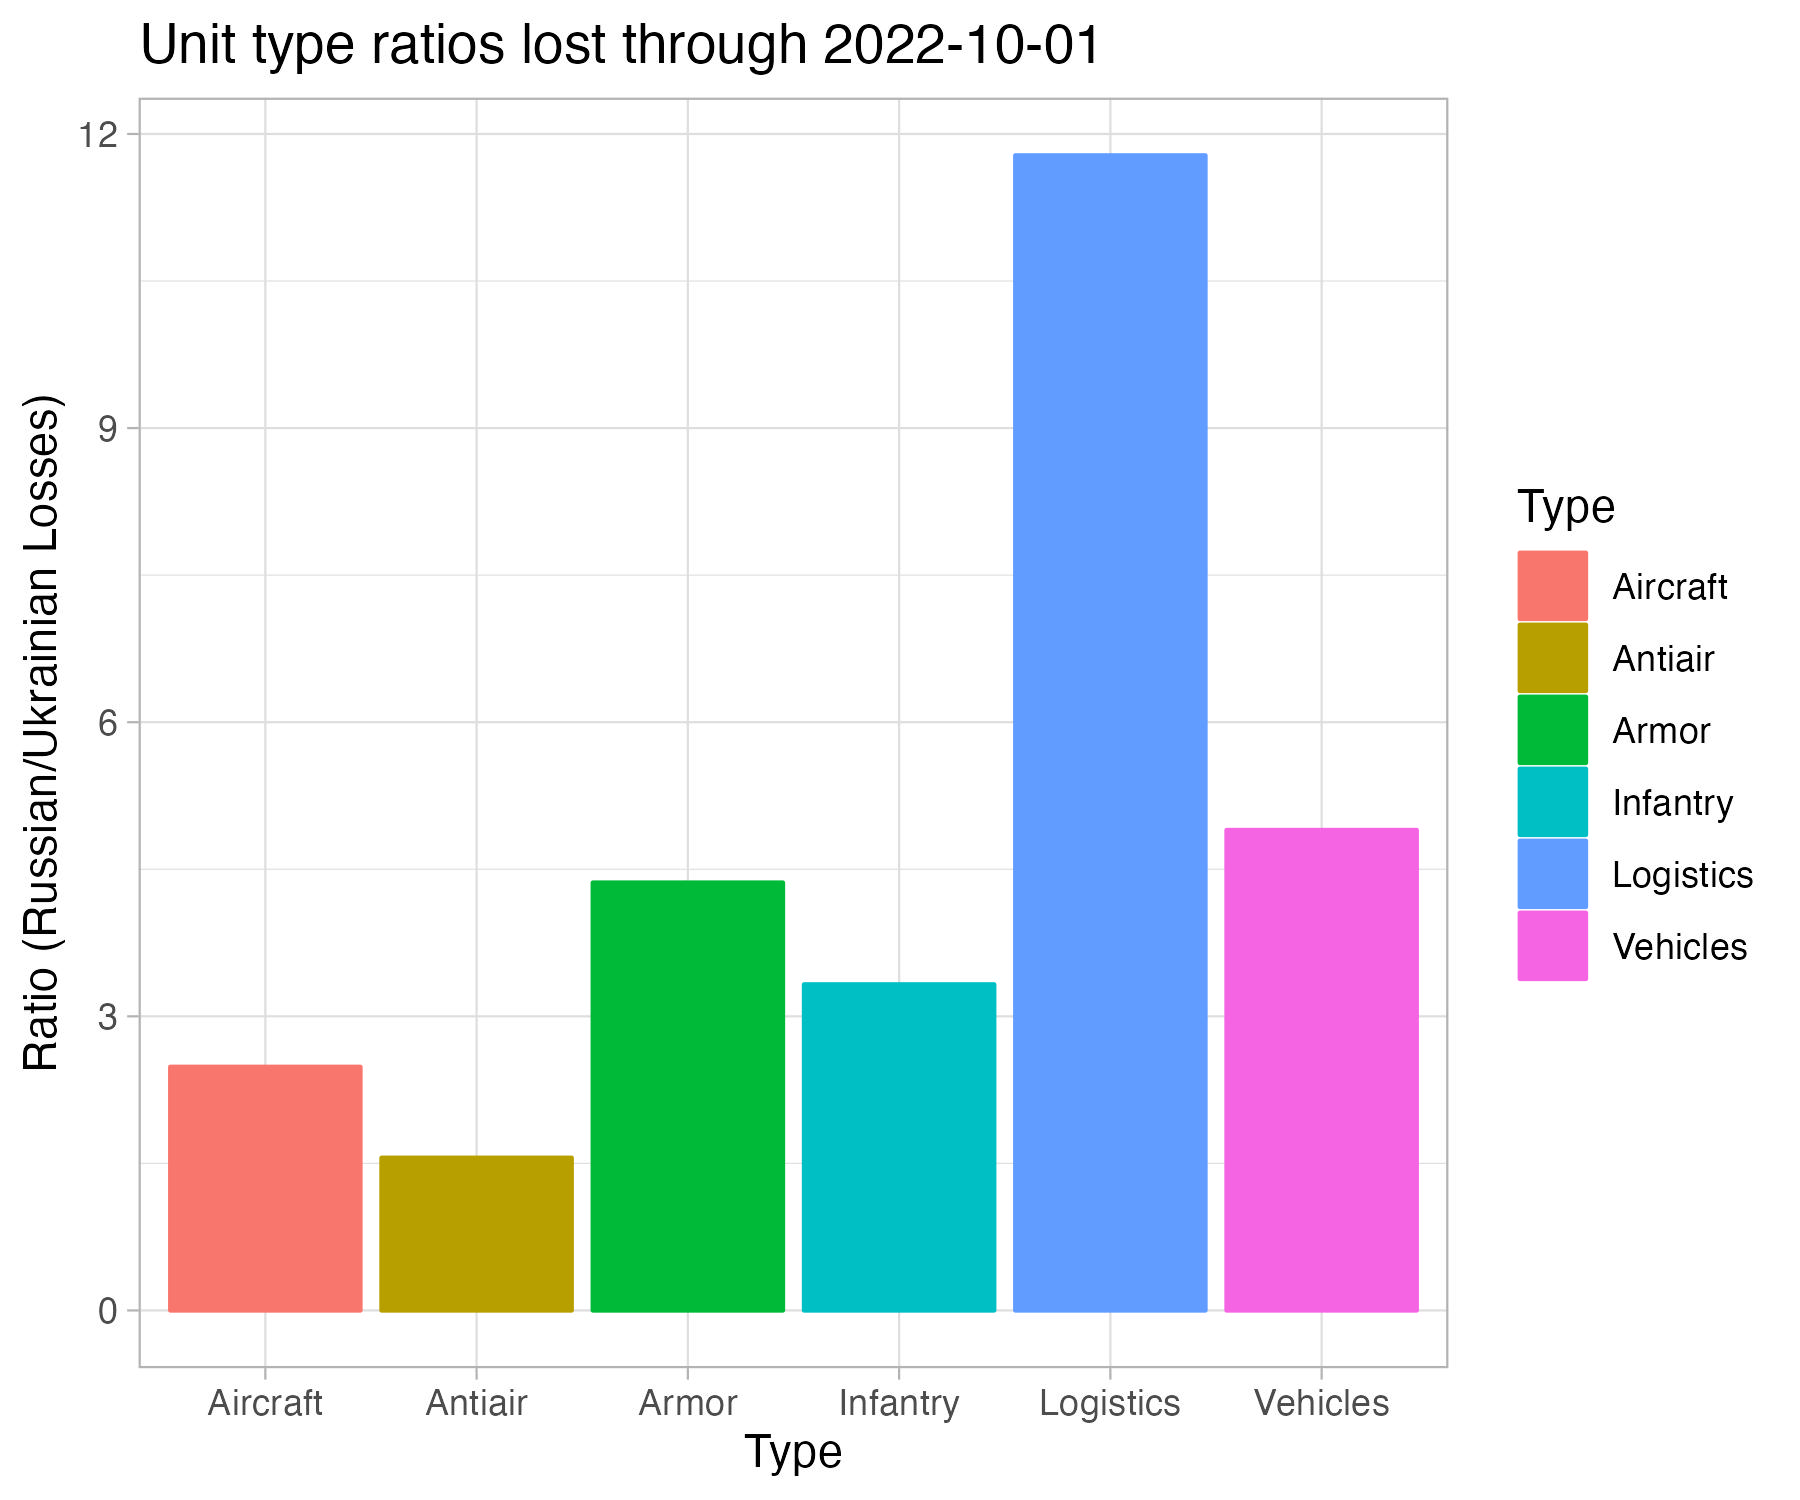 Unit type ratios lost through 2022-10-01
Ratio (Russian/Ukrainian Losses)
12
9
6
3
0
Aircraft
Antiair
Armor
Infantry
Logistics
Vehicles
Type
Type
Aircraft
Antiair
Armor
Infantry
Logistics
Vehicles